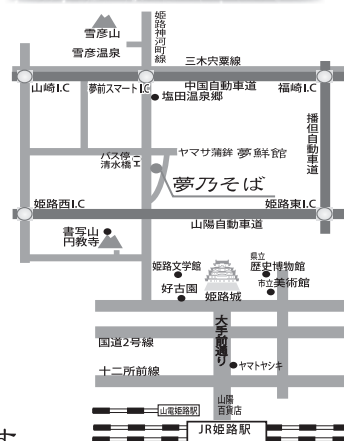 雪彦山
雪彦温泉
姫路神河町線
三木宍粟線
中国自動車道
山崎I.C
夢前スマートI.C
福崎I.C
塩田温泉郷
播但自動車道
バス停
清水橋
ヤマサ蒲鉾 夢鮮館
夢乃そば
姫路西I.C
姫路東I.C
山陽自動車道
書写山
円教寺
姫路文学館
県立
歴史博物館
市立美術館
好古園
姫路城
大手前通り
国道2号線
ヤマトヤシキ
十二所前線
山陽
百貨店
山電姫路駅
JR姫路駅
す